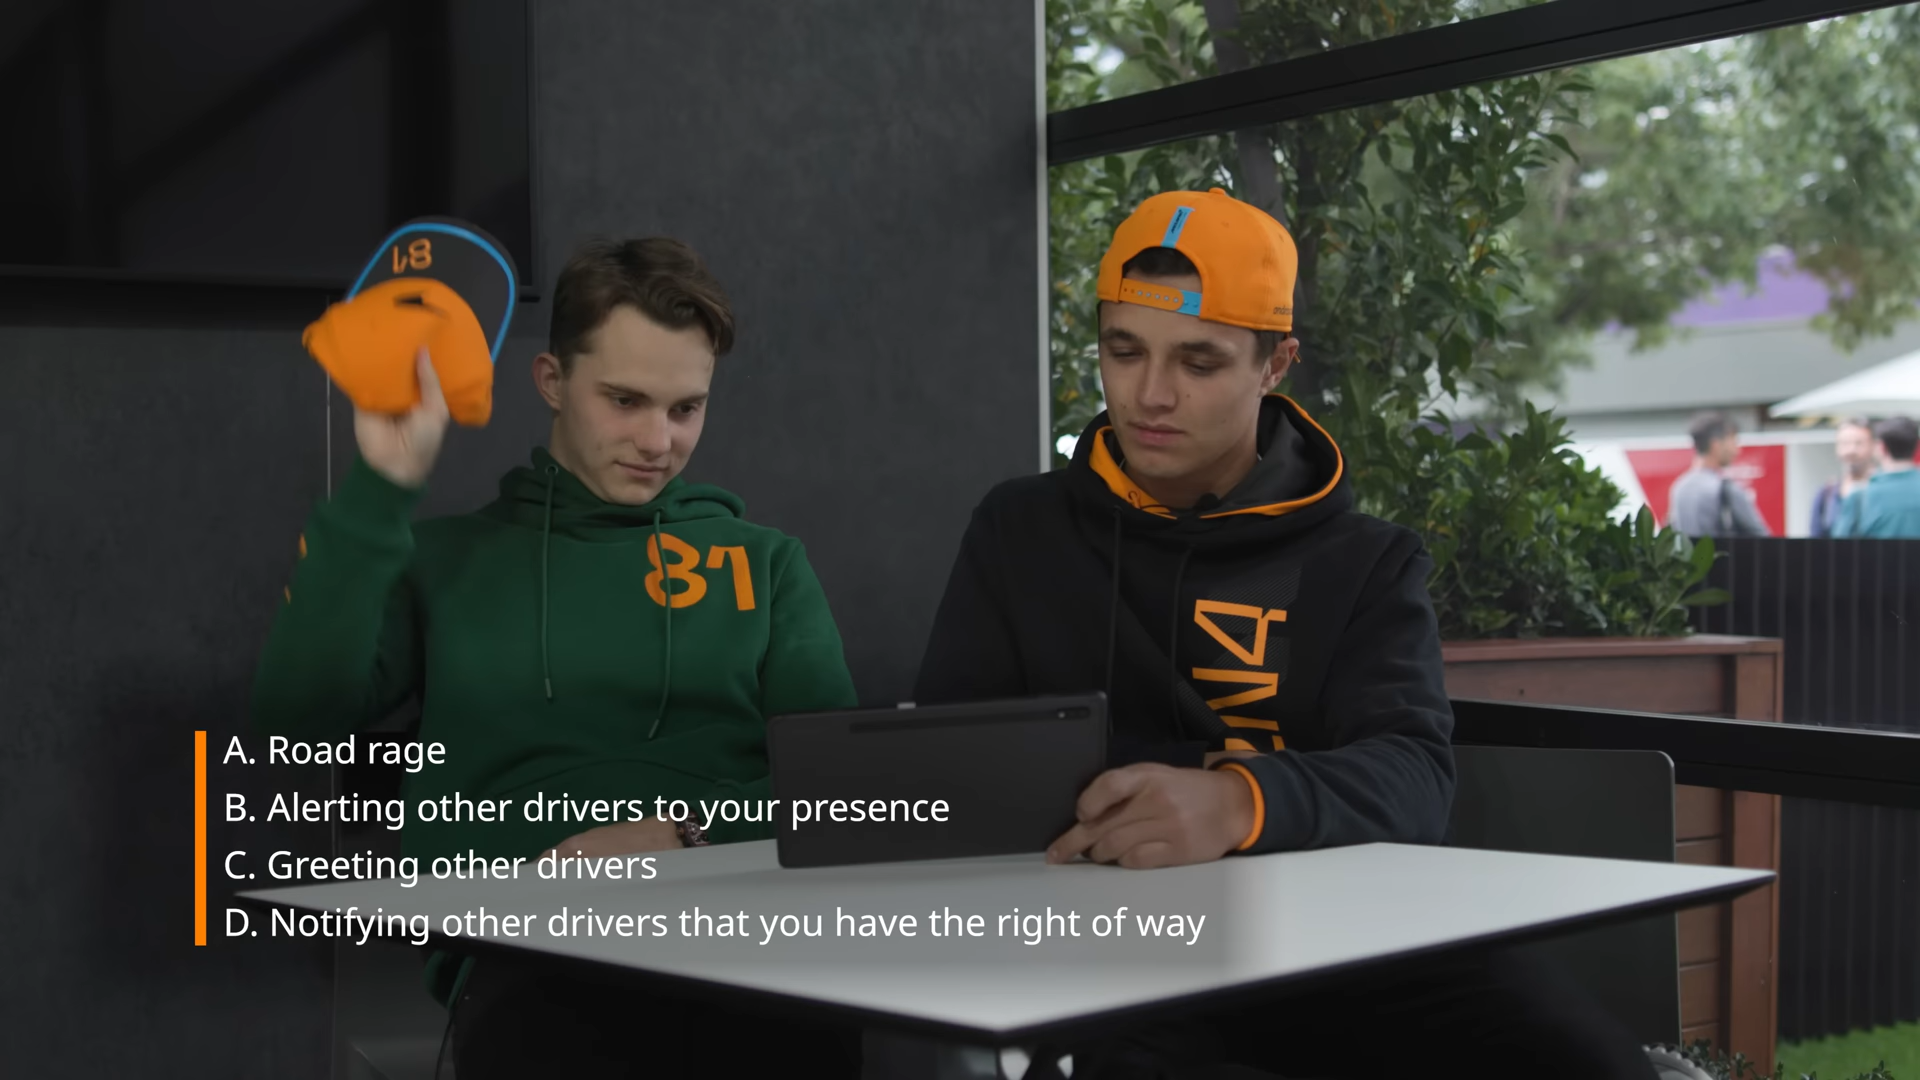 81
81
LN4
A. Road rage
B. Alerting other drivers to your presence
C. Greeting other drivers
D. Notifying other drivers that you have the right of way